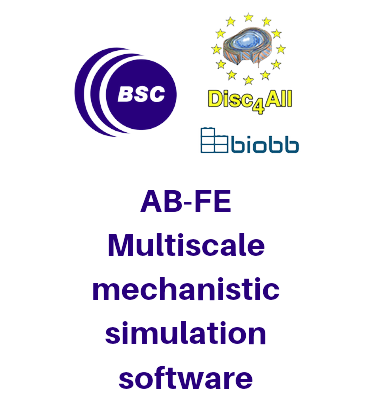 BSC
Disc4All
biobb
AB-FE
Multiscale
mechanistic
simulation
software